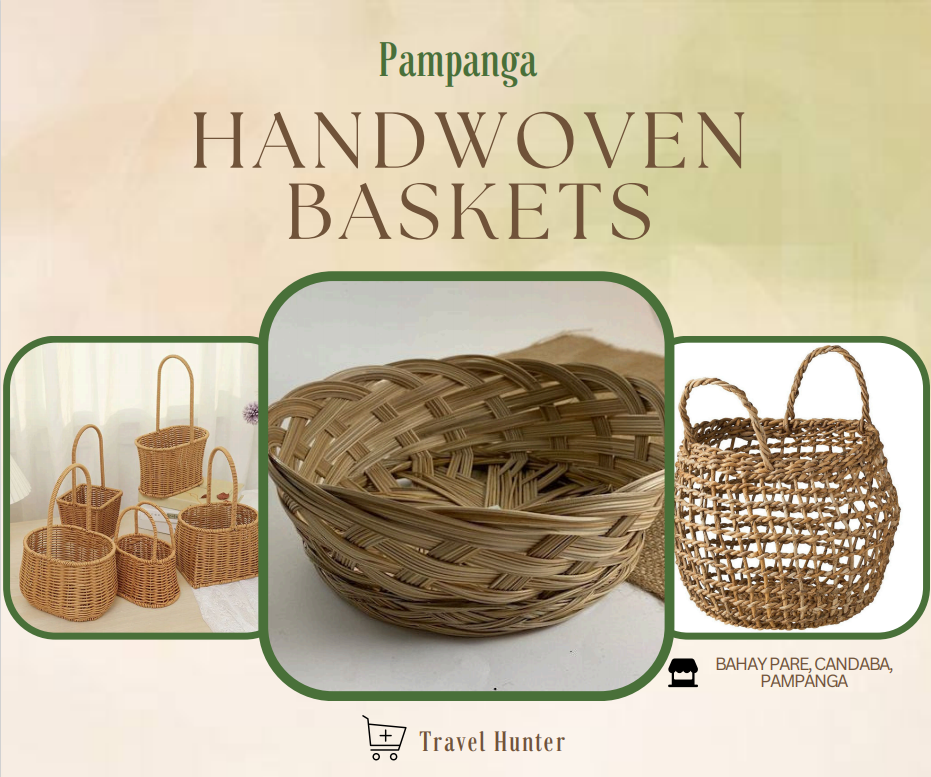 Pampanga
HANDWOVEN
BASKETS
BAHAY PARE, CANDABA,
PAMPANGA
Travel Hunter